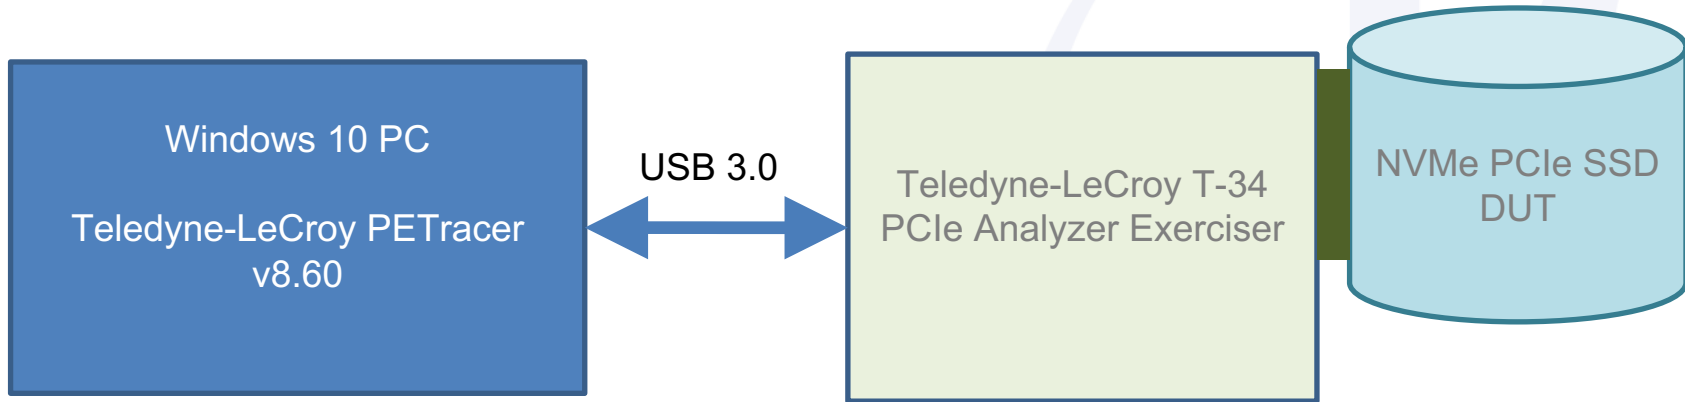 Windows 10 PC
Teledyne-LeCroy PETracer
v8.60
USB 3.0
Teledyne-LeCroy T-34
PCIe Analyzer Exerciser
NVMe PCIe SSD
DUT